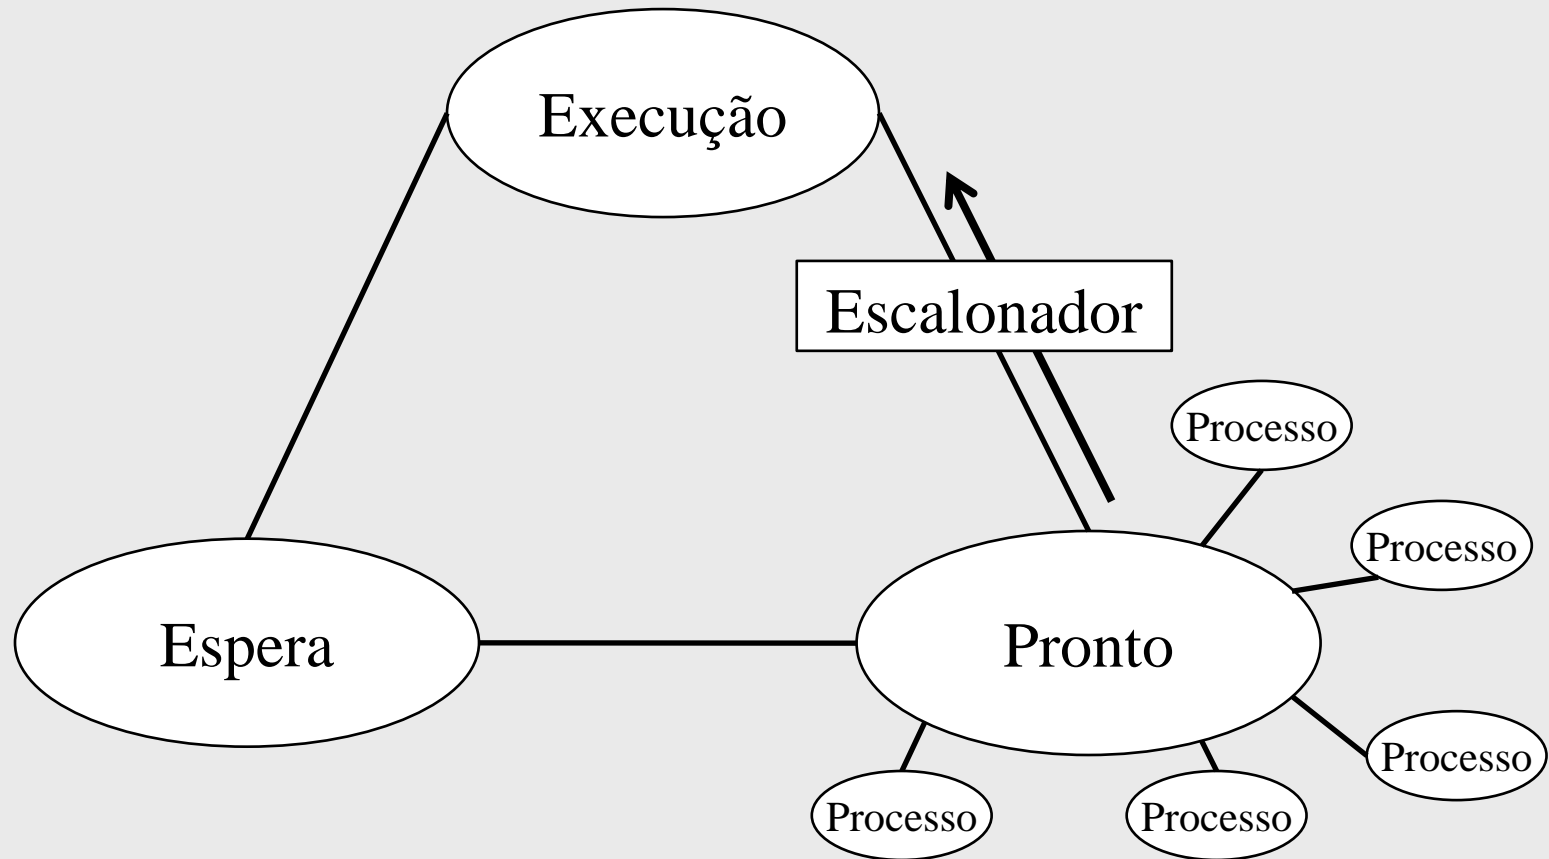 Execução
Escalonador
Processo
Processo
Espera
Pronto
Processo
Processo
Processo